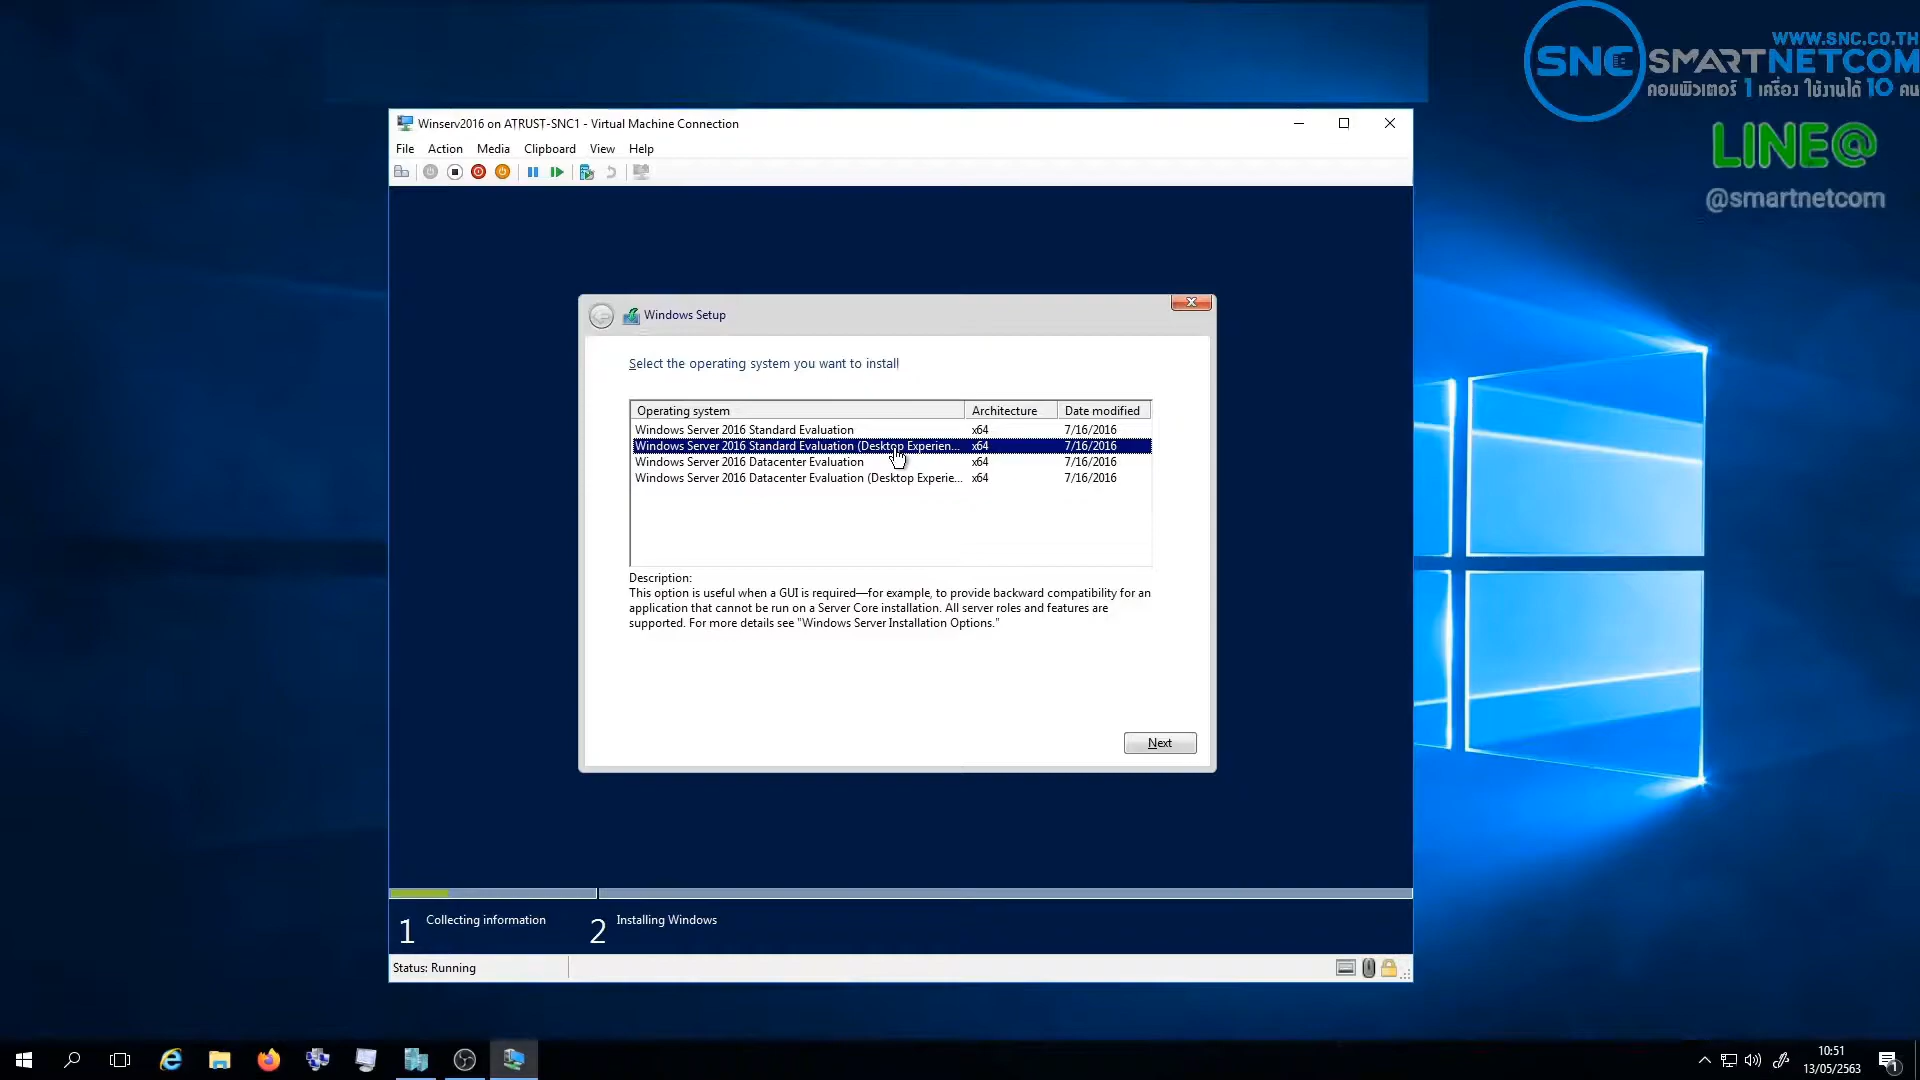 WWW.SNC.CO.TH
SNC SMARTNETCOM
คอมพิวเตอร์ 1 เครื่อง ใช้งานได้ 10 คน
LINE@
@smartnetcom
Winserv2016 on ATRUST-SNC1 - Virtual Machine Connection
File Action Media Clipboard View Help
Windows Setup
Select the operating system you want to install
Operating system Architecture Date modified
Windows Server 2016 Standard Evaluation x64 7/16/2016
Windows Server 2016 Standard Evaluation (Desktop Experien... x64 7/16/2016
Windows Server 2016 Datacenter Evaluation x64 7/16/2016
Windows Server 2016 Datacenter Evaluation (Desktop Experie... x64 7/16/2016
Description:
This option is useful when a GUI is required—for example, to provide backward compatibility for an
application that cannot be run on a Server Core installation. All server roles and features are
supported. For more details see "Windows Server Installation Options."
Next
1 Collecting information 2 Installing Windows
Status: Running
10:51
13/05/2563
1